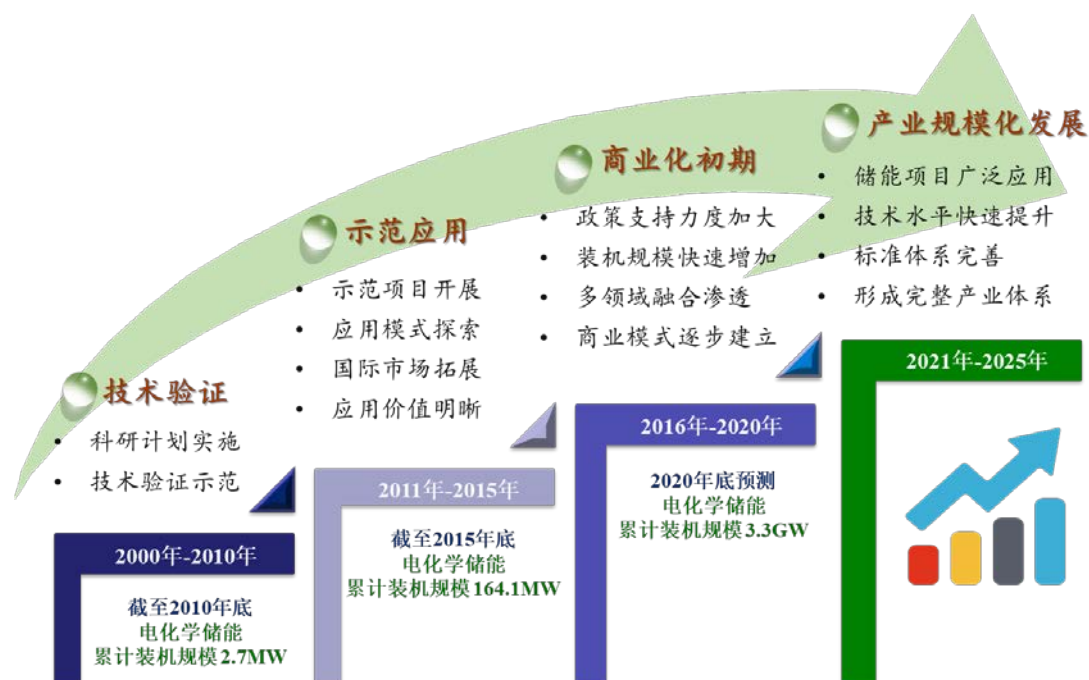 技术验证
科研计划实施
技术验证示范
2000年-2010年
截至2010年底
电化学储能
累计装机规模2.7MW
示范应用
示范项目开展
应用模式探索
国际市场拓展
应用价值明晰
2011年-2015年
截至2015年底
电化学储能
累计装机规模164.1MW
商业化初期
政策支持力度加大
装机规模快速增加
多领域融合渗透
商业模式逐步建立
2016年-2020年
2020年底预测
电化学储能
累计装机规模3.3GW
产业规模化发展
储能项目广泛应用
技术水平快速提升
标准体系完善
形成完整产业体系
2021年-2025年